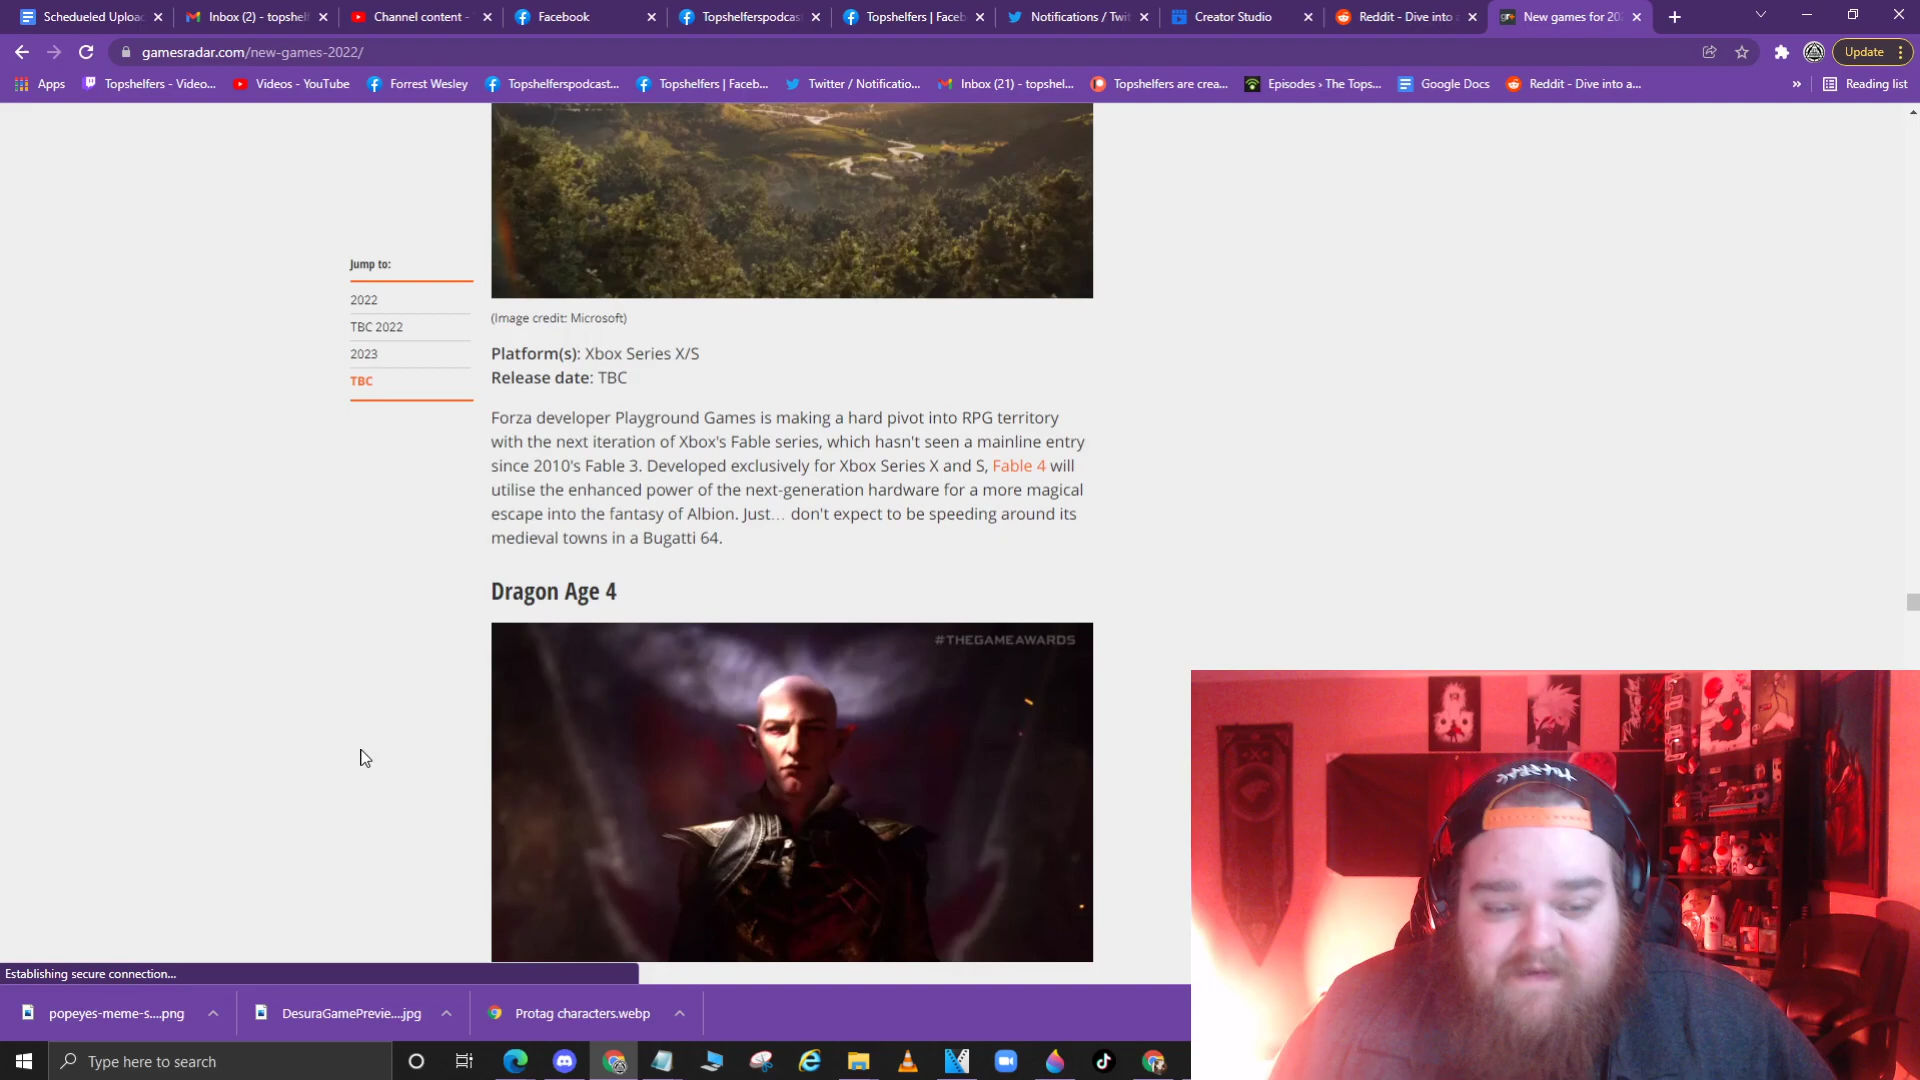 Schedueled Uploa
Inbox (2) - topshelf
Channel content -
Facebook
Topshelferspodcas
Topshelfers | Faceb
Notifications / Twit
Creator Studio
Reddit - Dive into a
New games for 202
gamesradar.com/new-games-2022/
Update
Apps
Topshelfers - Video...
Videos - YouTube
Forrest Wesley
Topshelferspodcast...
Topshelfers | Faceb...
Twitter / Notificatio...
Inbox (21) - topshel...
Topshelfers are crea...
Episodes › The Tops...
Google Docs
Reddit - Dive into a...
»
Reading list
Jump to:
2022
TBC 2022
2023
TBC
(Image credit: Microsoft)
Platform(s): Xbox Series X/S
Release date: TBC
Forza developer Playground Games is making a hard pivot into RPG territory
with the next iteration of Xbox's Fable series, which hasn't seen a mainline entry
since 2010's Fable 3. Developed exclusively for Xbox Series X and S, Fable 4 will
utilise the enhanced power of the next-generation hardware for a more magical
escape into the fantasy of Albion. Just... don't expect to be speeding around its
medieval towns in a Bugatti 64.
Dragon Age 4
#THEGAMEAWARDS
Establishing secure connection...
popeyes-meme-s....png
DesuraGamePrevie....jpg
Protag characters.webp
Type here to search